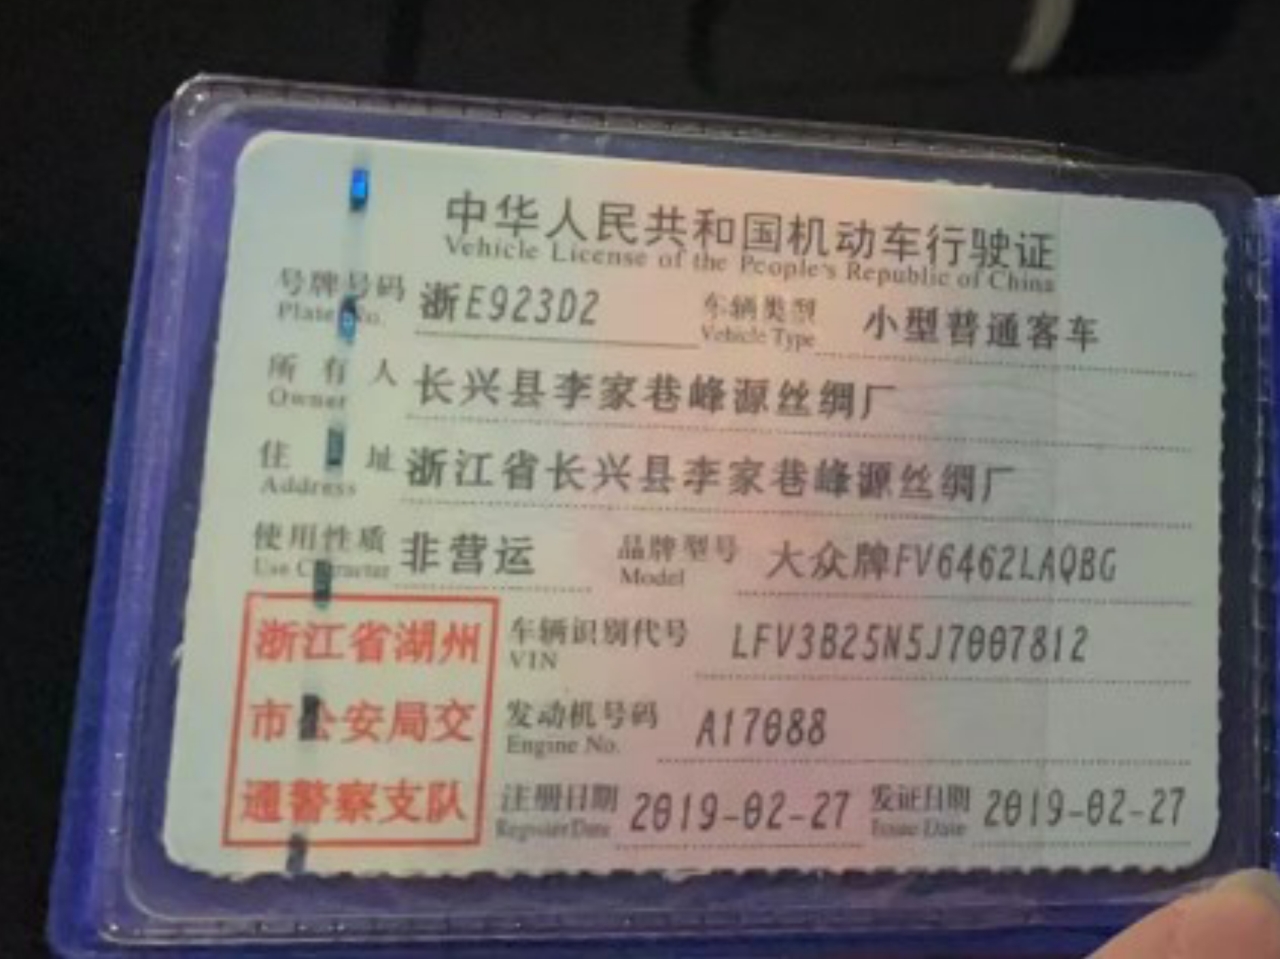 中华人民共和国机动车行驶证
Vehicle License of the People's Republic of China
号牌号码 浙E923D2 车辆类型 小型普通客车
Plate No. Vehicle Type
所有人 长兴县李家巷峰源丝绸厂
Owner
住址 浙江省长兴县李家巷峰源丝绸厂
Address
使用性质 非营运 品牌型号 大众牌FV6462LAQBG
Use Character Model
浙江省湖州 车辆识别代号 LFV3B25N5J7007812
VIN
市公安局交 发动机号码 A17088
Engine No.
通警察支队 注册日期 2019-02-27 发证日期 2019-02-27
Register Date Issue Date